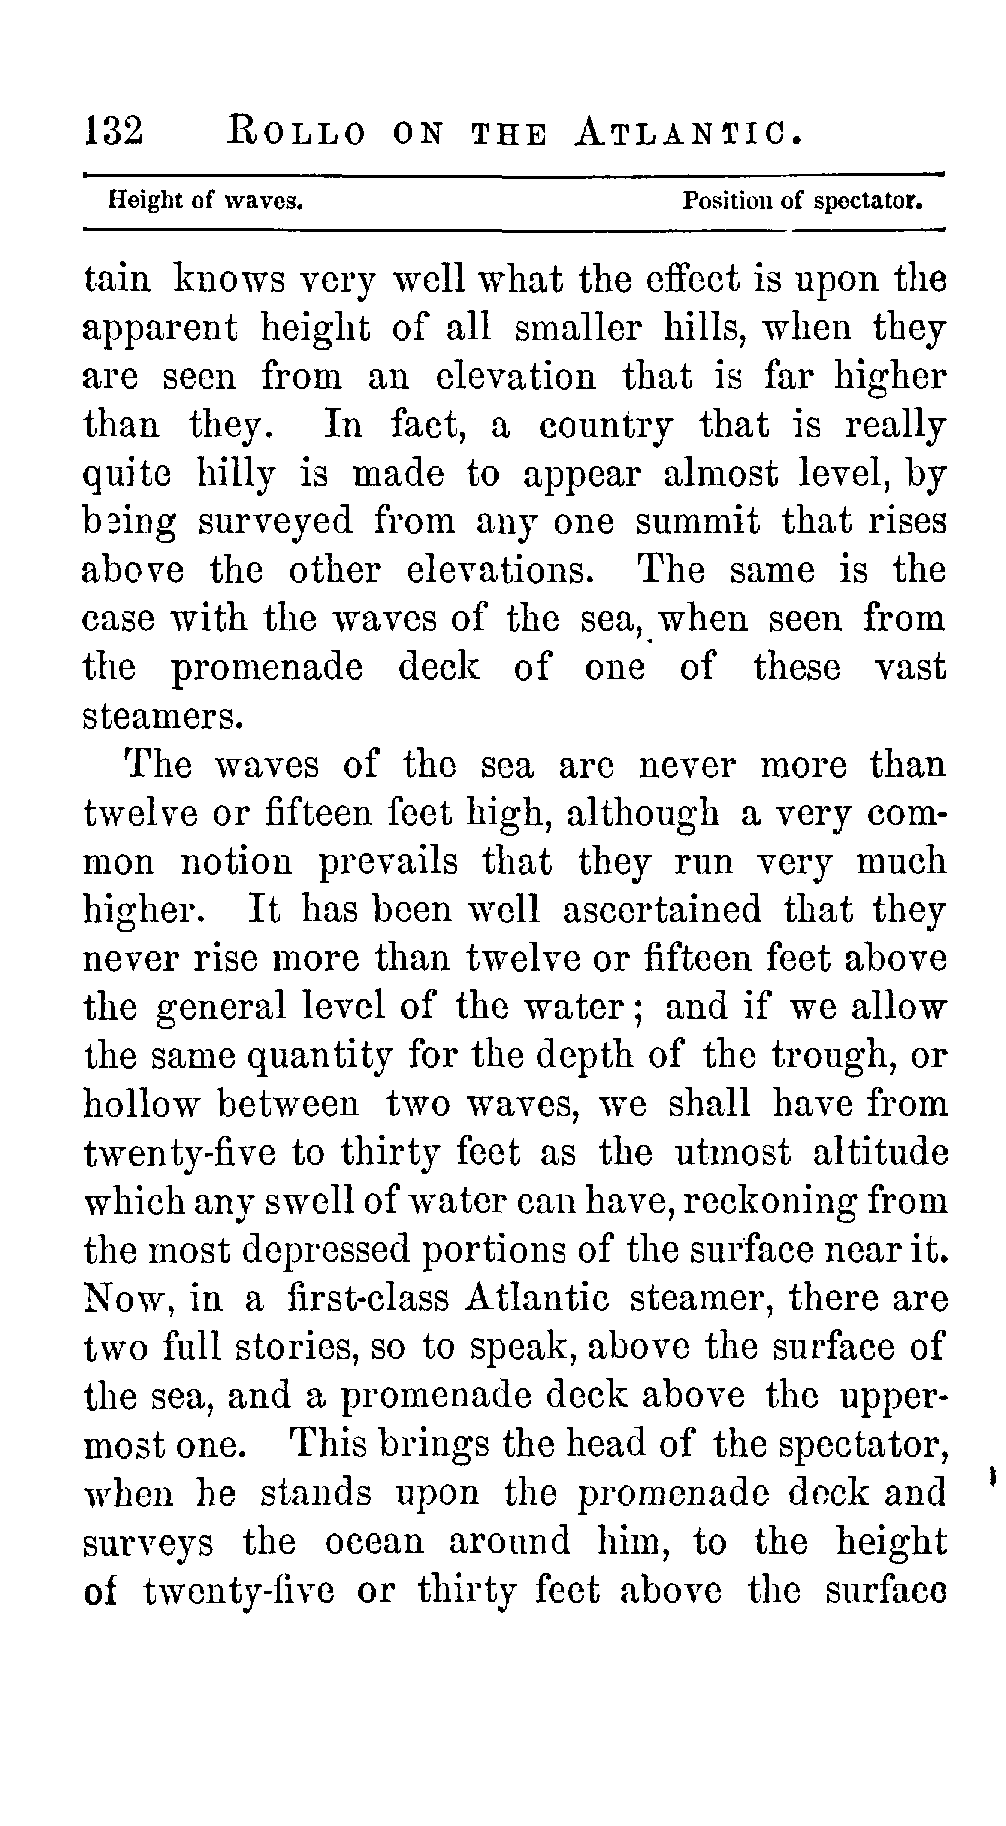 132 ROLLO ON THE ATLANTIC.
Height of waves. Position of spectator.
tain knows very well what the effect is upon the
apparent height of all smaller hills, when they
are seen from an elevation that is far higher
than they. In fact, a country that is really
quite hilly is made to appear almost level, by
being surveyed from any one summit that rises
above the other elevations. The same is the
case with the waves of the sea, when seen from
the promenade deck of one of these vast
steamers.
The waves of the sea are never more than
twelve or fifteen feet high, although a very com-
mon notion prevails that they run very much
higher. It has been well ascertained that they
never rise more than twelve or fifteen feet above
the general level of the water; and if we allow
the same quantity for the depth of the trough, or
hollow between two waves, we shall have from
twenty-five to thirty feet as the utmost altitude
which any swell of water can have, reckoning from
the most depressed portions of the surface near it.
Now, in a first-class Atlantic steamer, there are
two full stories, so to speak, above the surface of
the sea, and a promenade deck above the upper-
most one. This brings the head of the spectator,
when he stands upon the promenade deck and
surveys the ocean around him, to the height
of twenty-five or thirty feet above the surface